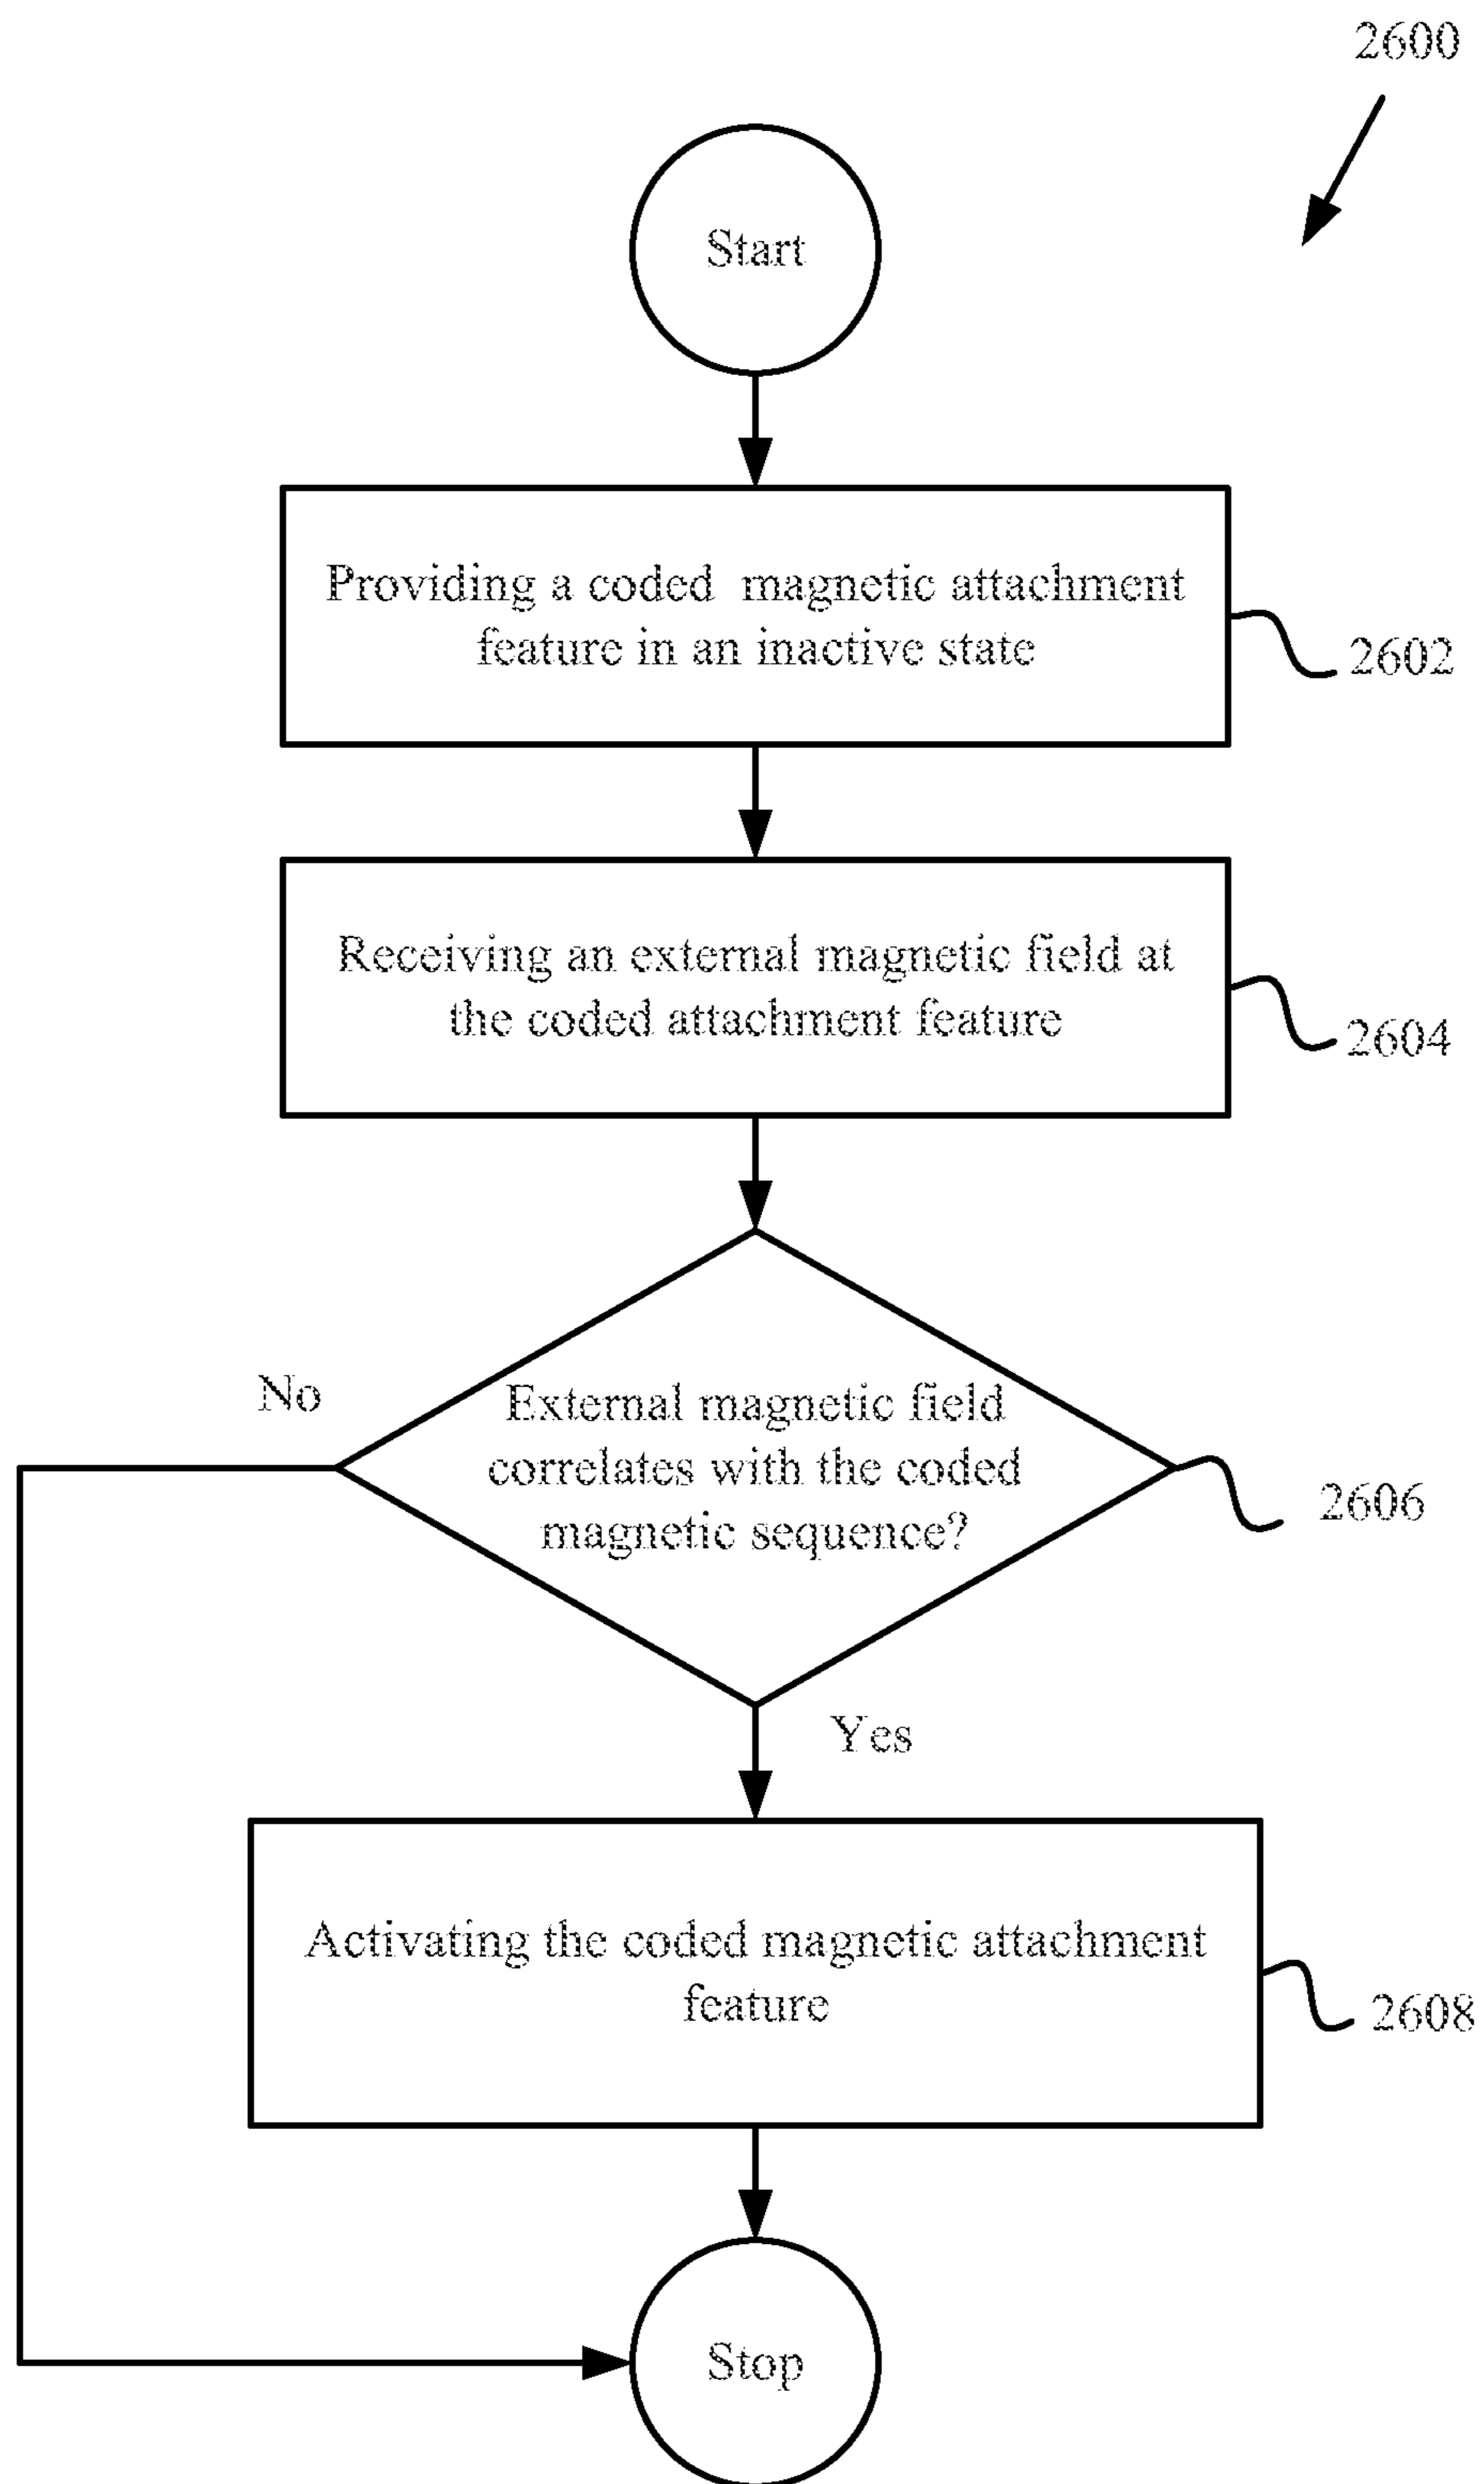 2600
Start
Providing a coded magnetic attachment
feature in an inactive state
2602
Receiving an external magnetic field at
the coded attachment feature
2604
No
External magnetic field
correlates with the coded
magnetic sequence?
2606
Yes
Activating the coded magnetic attachment
feature
2608
Stop